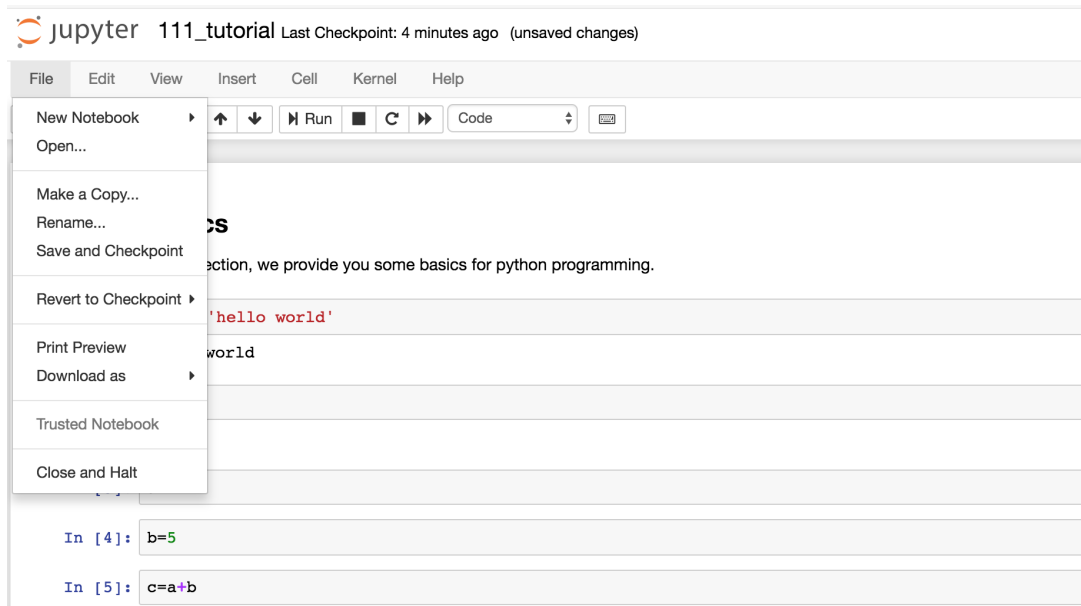 jupyter 111_tutorial Last Checkpoint: 4 minutes ago (unsaved changes)
File Edit View Insert Cell Kernel Help
New Notebook
Run Code
Open...
Make a Copy...
Rename...
cs
Save and Checkpoint
ection, we provide you some basics for python programming.
Revert to Checkpoint
'hello world'
Print Preview
world
Download as
Trusted Notebook
Close and Halt
In [4]: b=5
In [5]: c=a+b